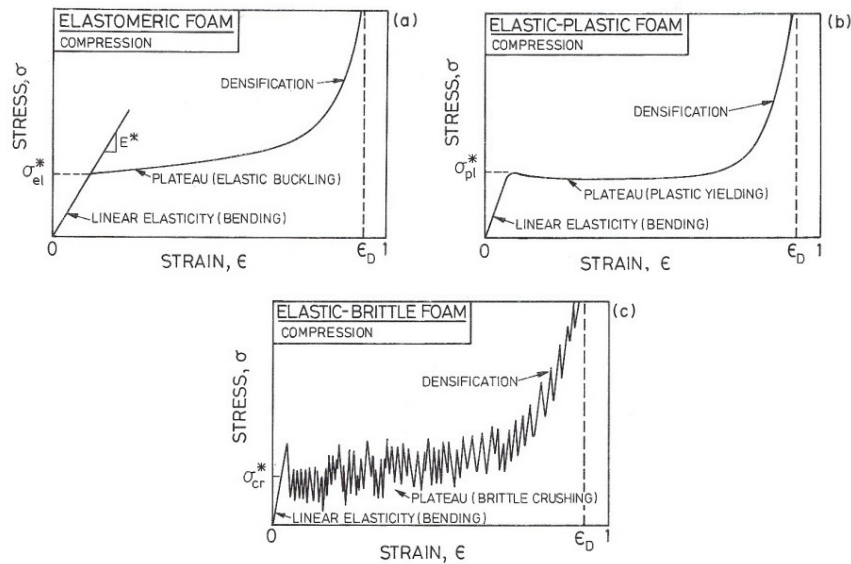 ELASTOMERIC FOAM
COMPRESSION
(a)
STRESS, σ
DENSIFICATION
E*
σ*el
PLATEAU (ELASTIC BUCKLING)
LINEAR ELASTICITY (BENDING)
0
STRAIN, ϵ
ϵD
1
ELASTIC-PLASTIC FOAM
COMPRESSION
(b)
STRESS, σ
DENSIFICATION
σ*pl
PLATEAU (PLASTIC YIELDING)
LINEAR ELASTICITY (BENDING)
0
STRAIN, ϵ
ϵD
1
ELASTIC-BRITTLE FOAM
COMPRESSION
(c)
STRESS, σ
DENSIFICATION
σ*cr
PLATEAU (BRITTLE CRUSHING)
LINEAR ELASTICITY (BENDING)
0
STRAIN, ϵ
ϵD
1